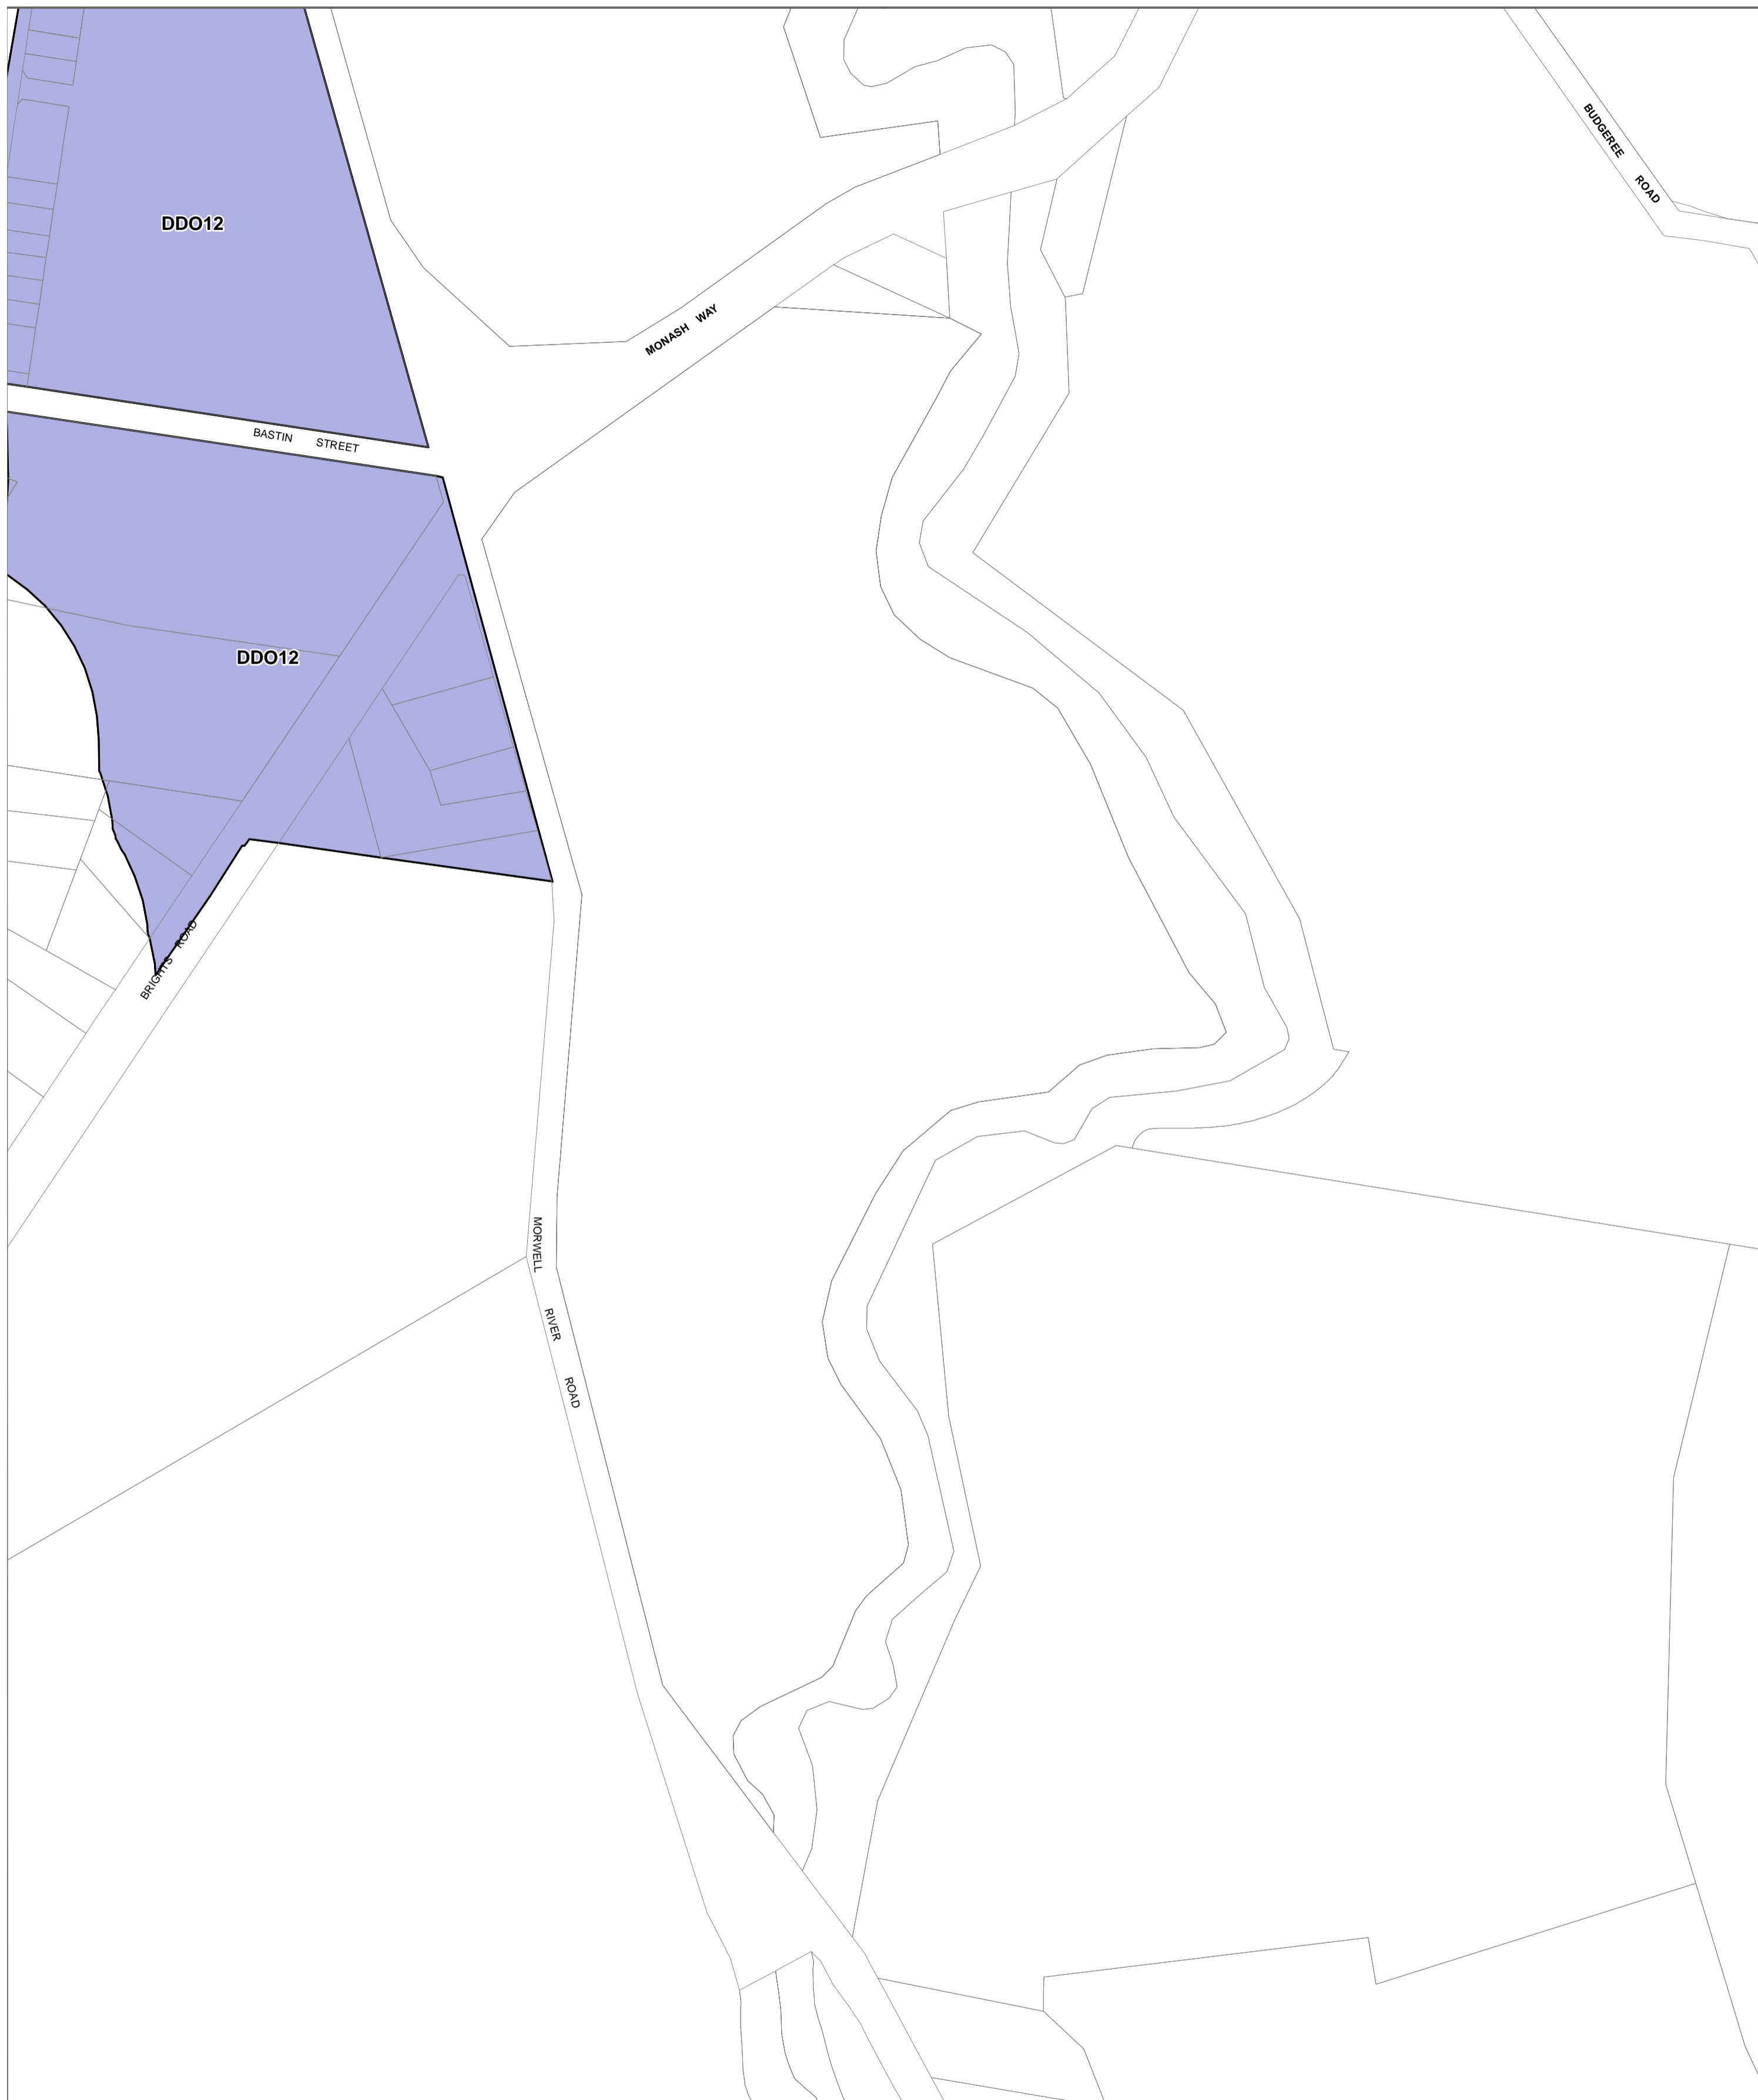 BUDGEREE ROAD
DDO12
MONASH WAY
BASTIN STREET
DDO12
BRIGHTS ROAD
MORWELL RIVER ROAD